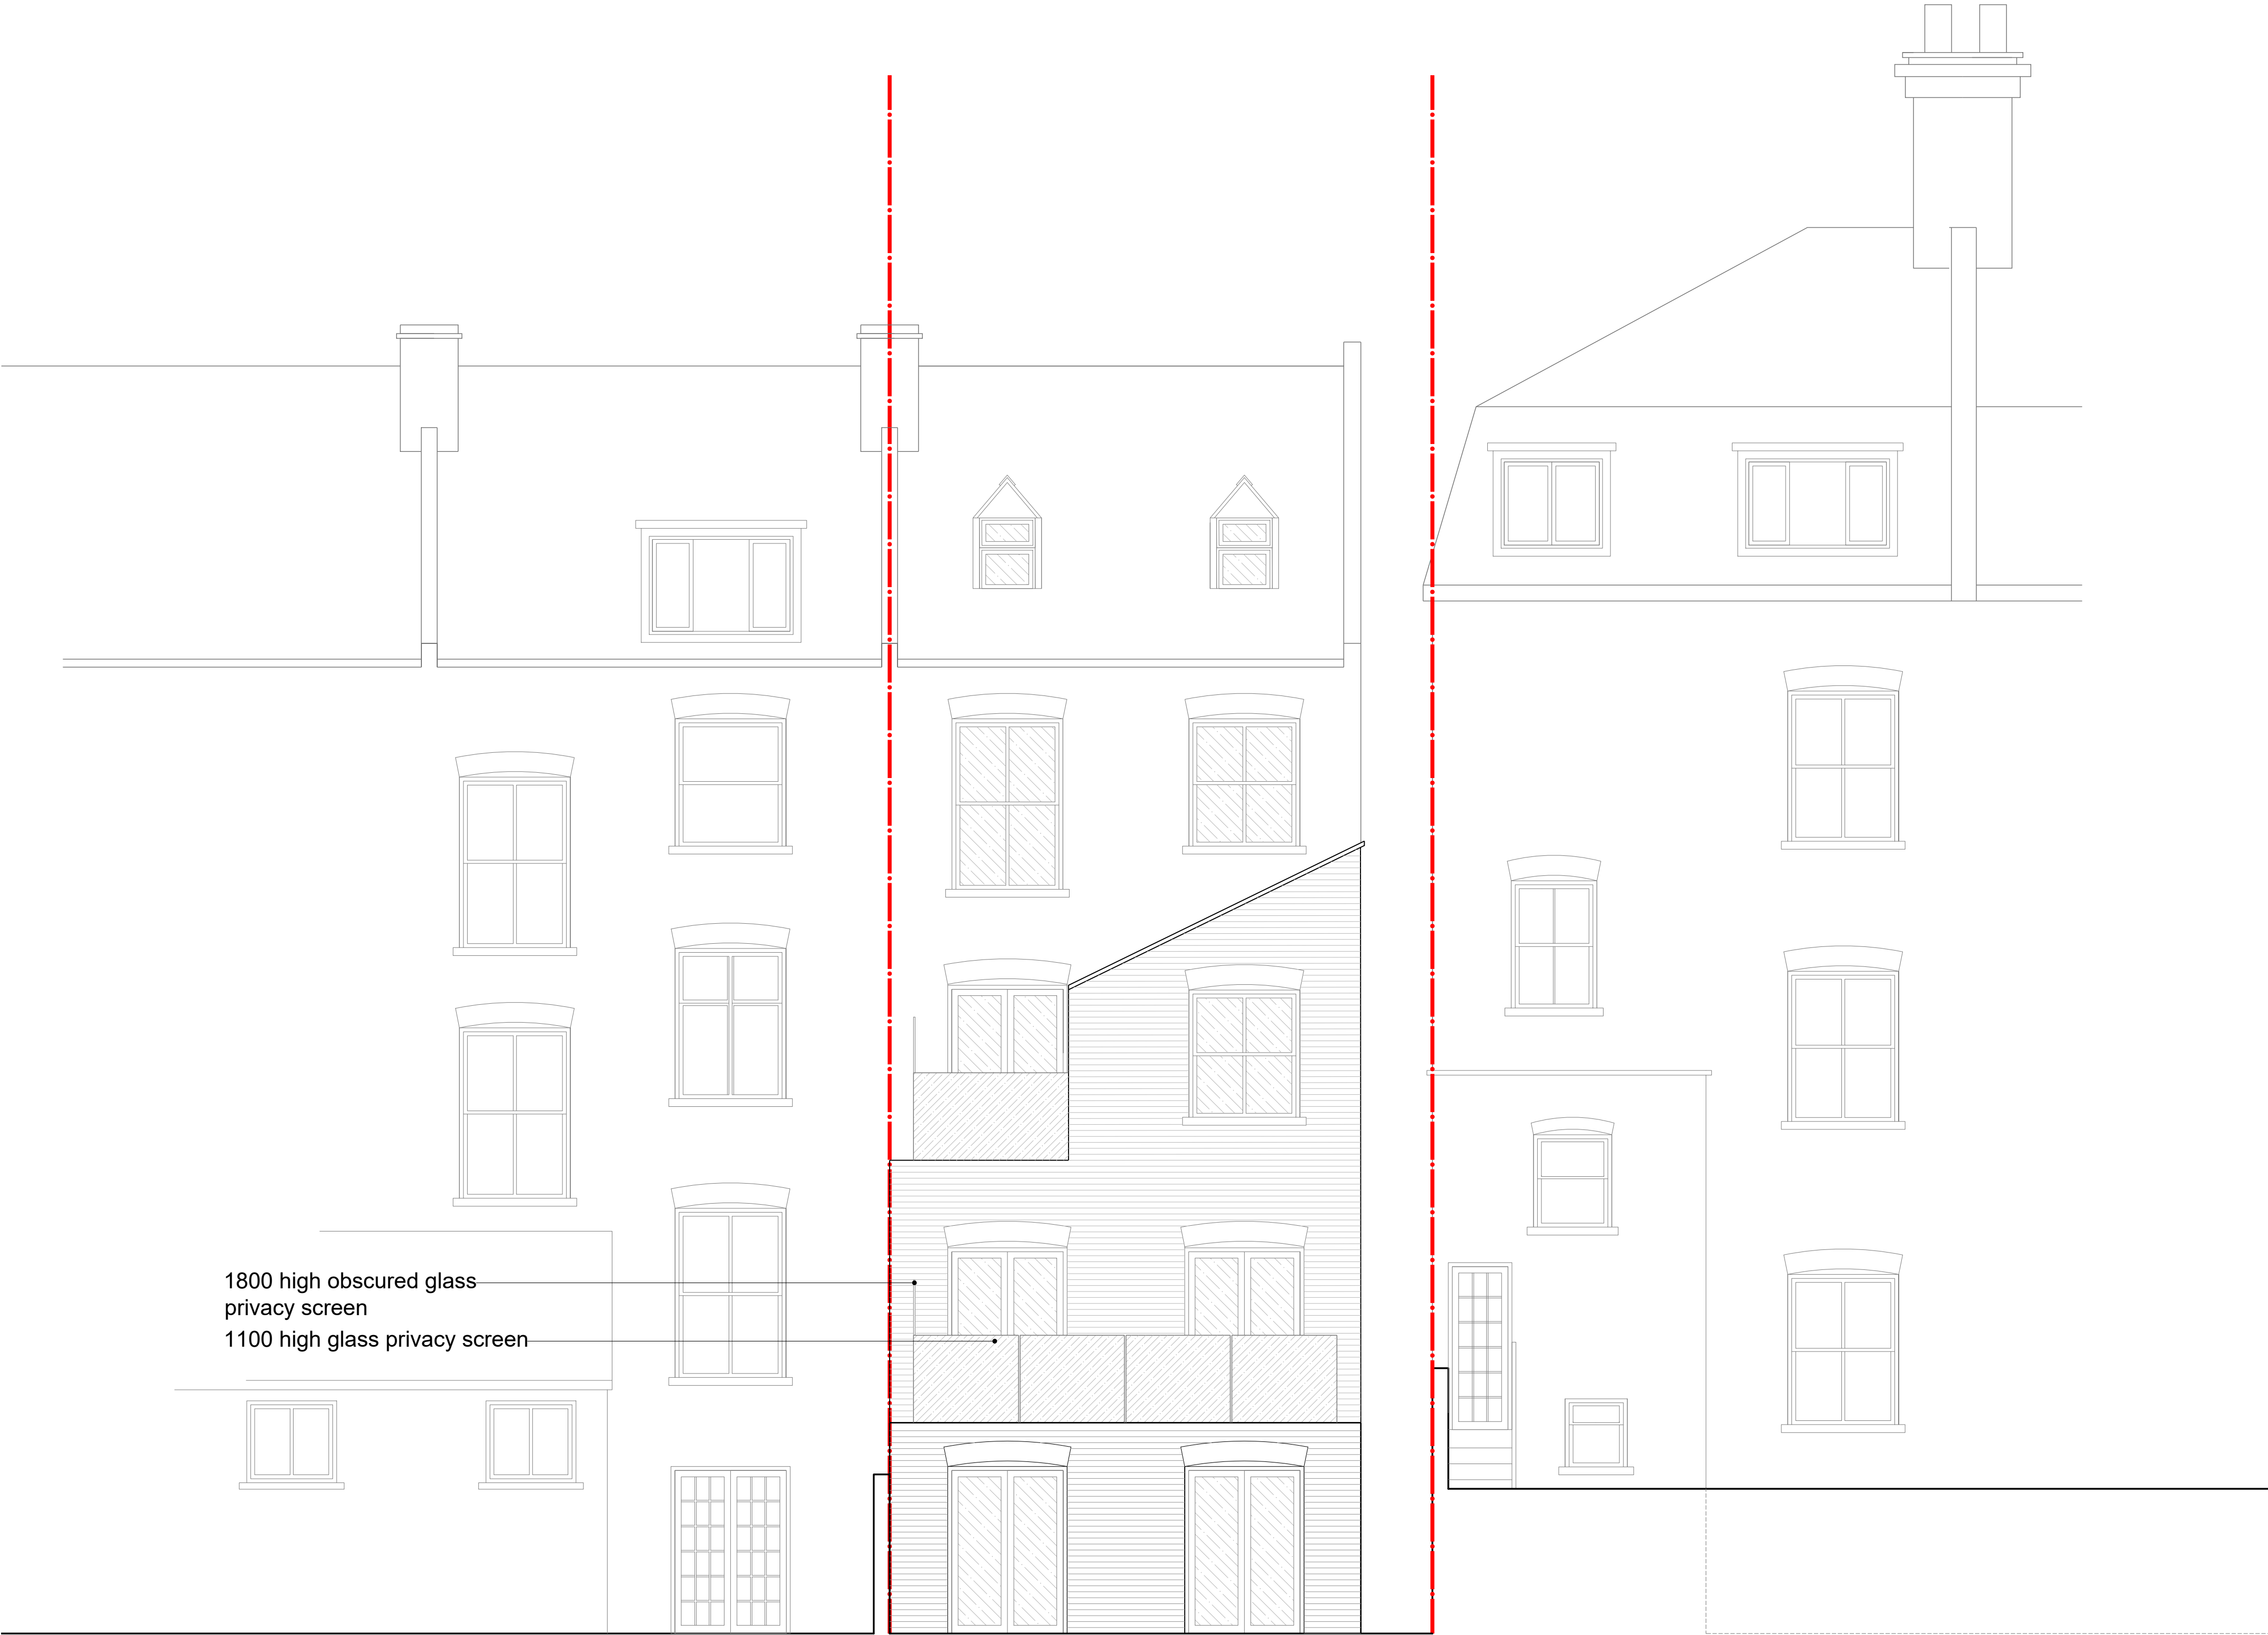 1800 high obscured glass
privacy screen
1100 high glass privacy screen